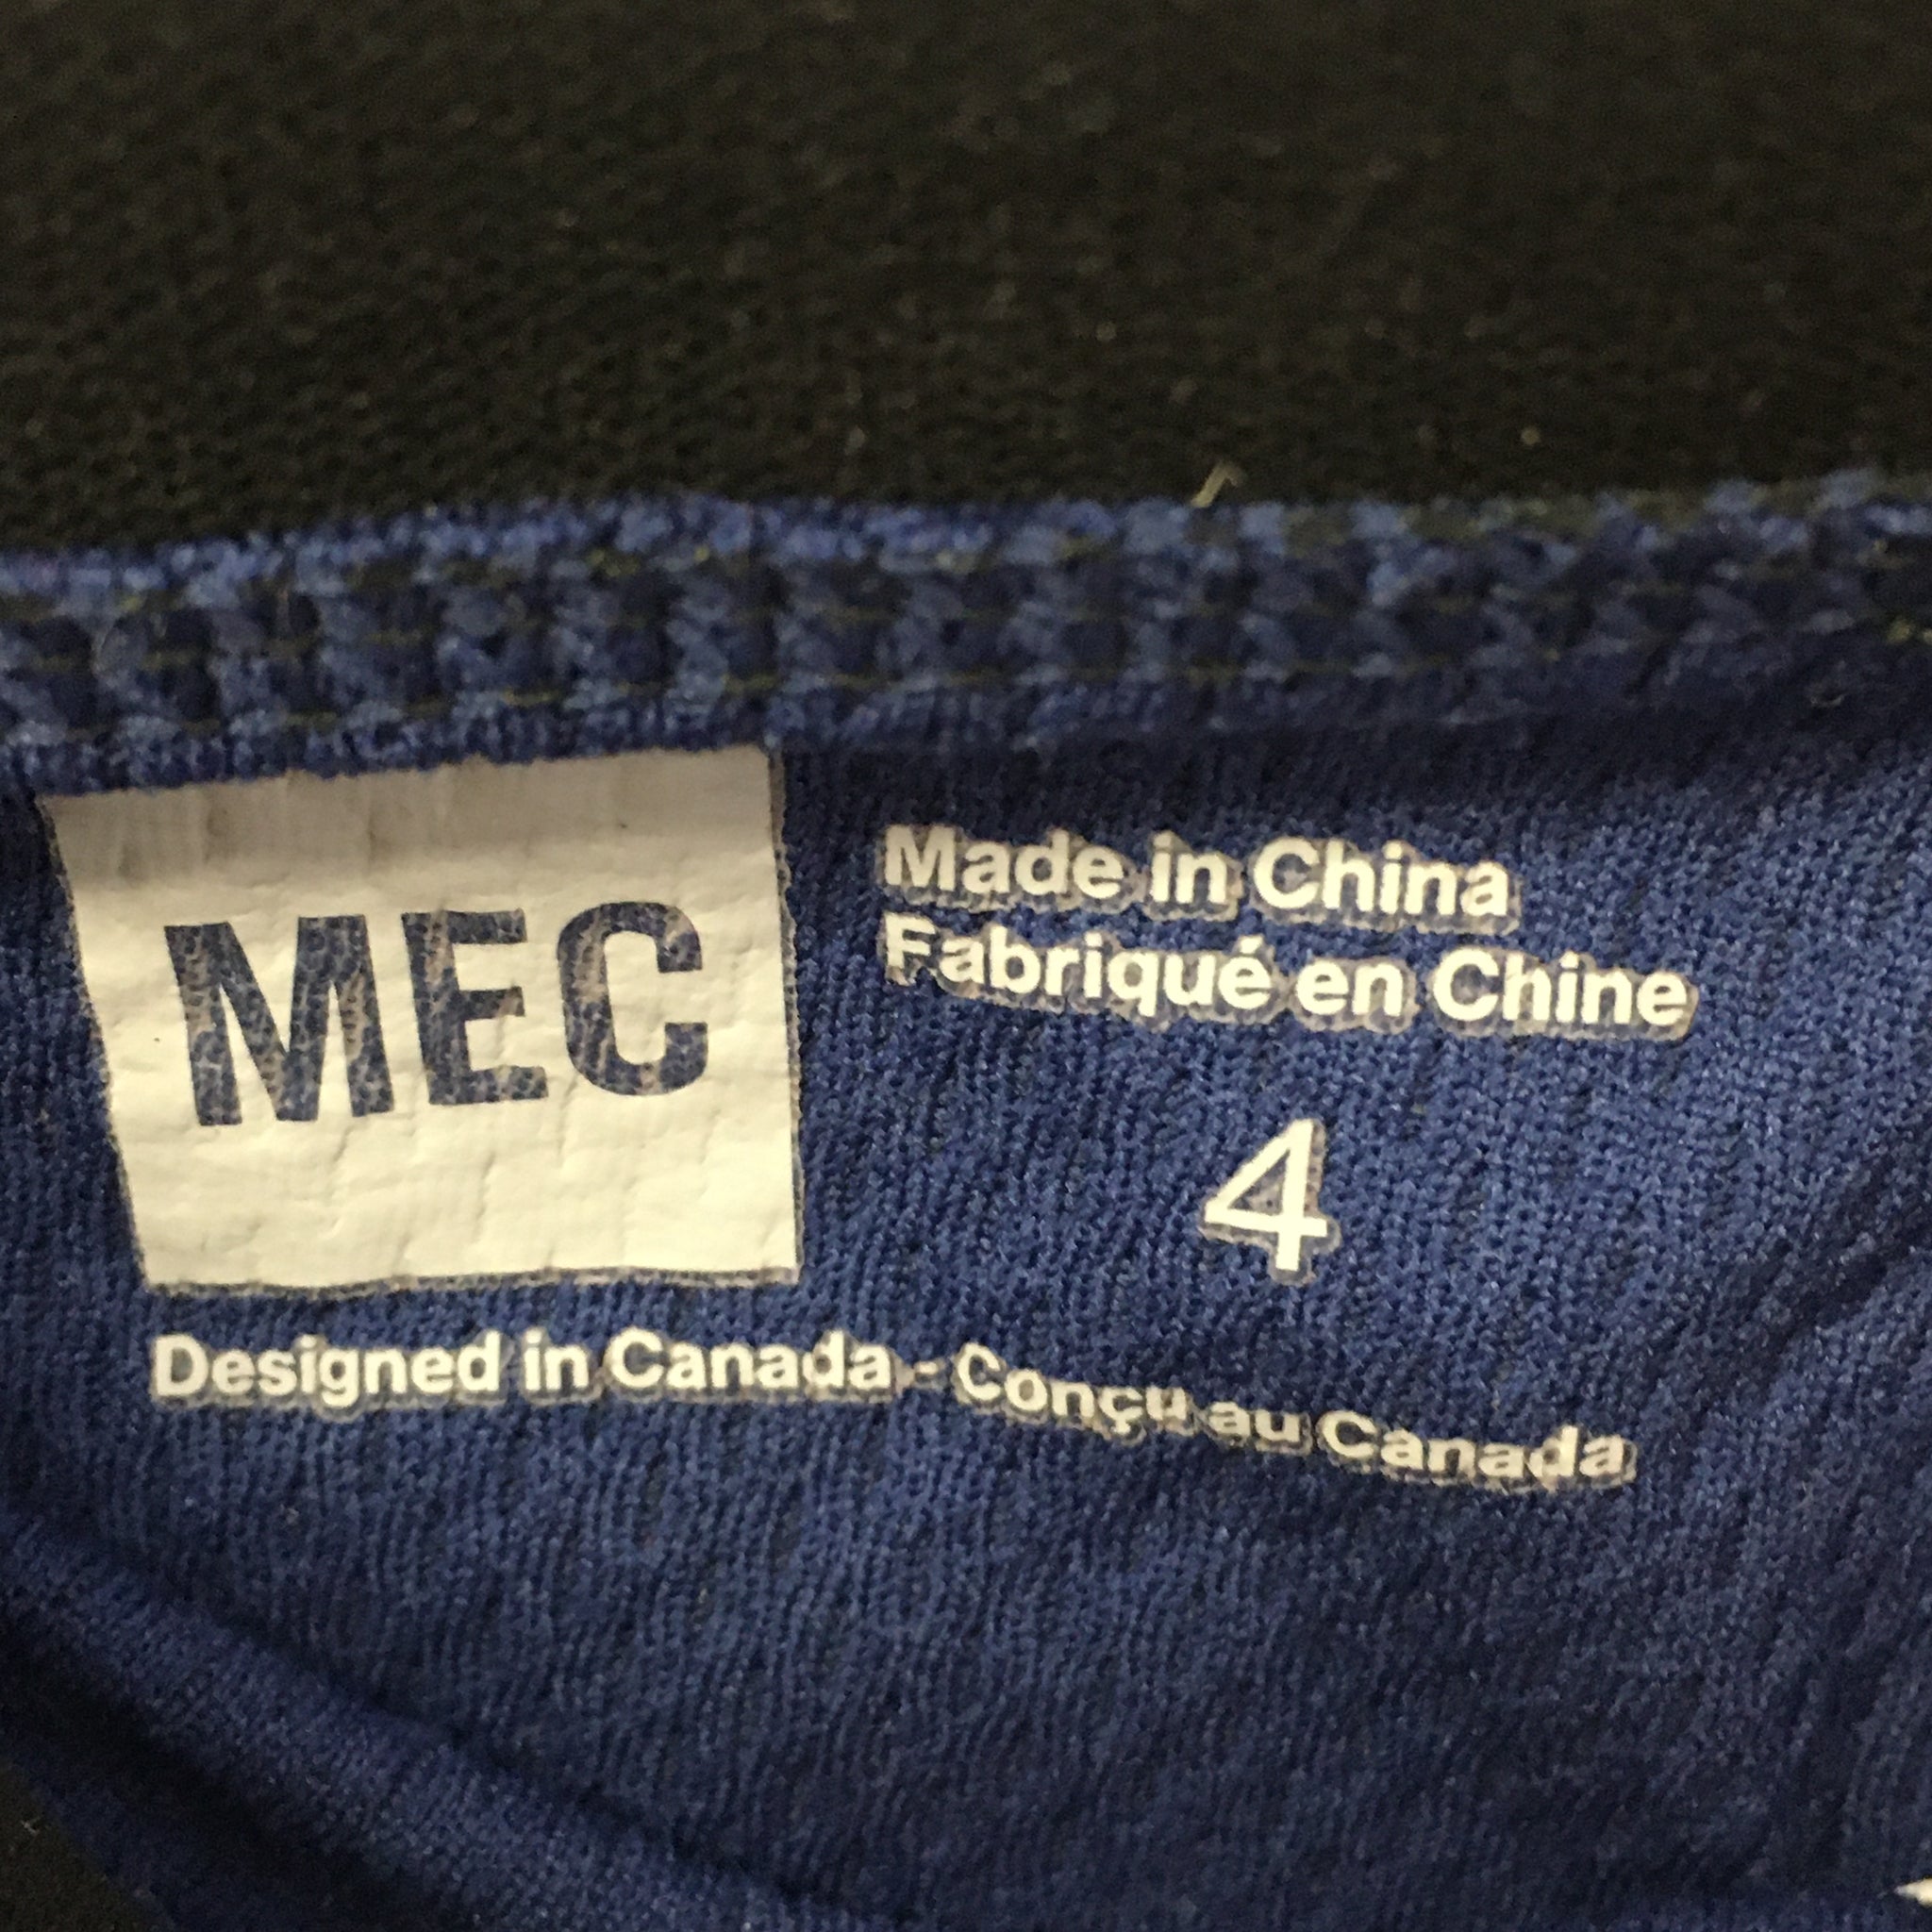 MEC
Made in China
Fabriqué en Chine
4
Designed in Canada - Conçu au Canada